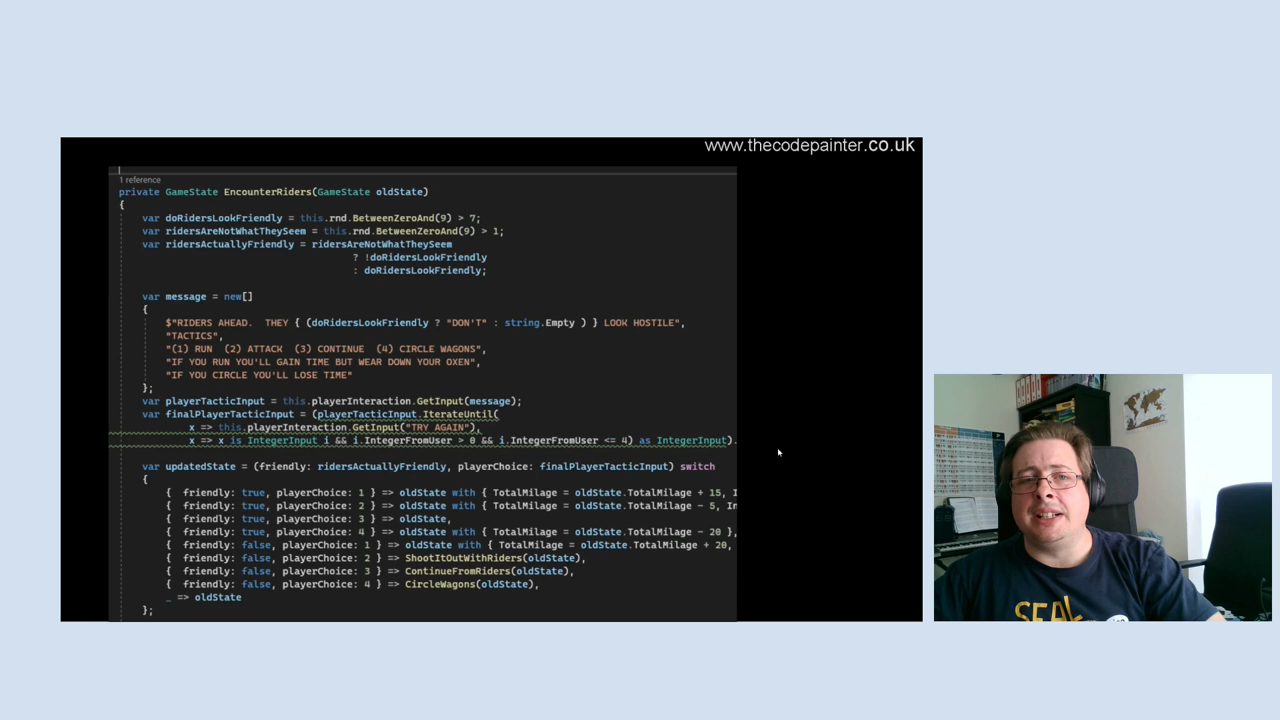 www.thecodepainter.co.uk
1 reference
private GameState EncounterRiders(GameState oldState)
{
var doRidersLookFriendly = this.rnd.BetweenZeroAnd(9) > 7;
var ridersAreNotWhatTheySeem = this.rnd.BetweenZeroAnd(9) > 1;
var ridersActuallyFriendly = ridersAreNotWhatTheySeem
? !doRidersLookFriendly
: doRidersLookFriendly;
var message = new[]
{
$"RIDERS AHEAD.  THEY { (doRidersLookFriendly ? "DON'T" : string.Empty ) } LOOK HOSTILE",
"TACTICS",
"(1) RUN  (2) ATTACK  (3) CONTINUE  (4) CIRCLE WAGONS",
"IF YOU RUN YOU'LL GAIN TIME BUT WEAR DOWN YOUR OXEN",
"IF YOU CIRCLE YOU'LL LOSE TIME"
};
var playerTacticInput = this.playerInteraction.GetInput(message);
var finalPlayerTacticInput = (playerTacticInput.IterateUntil(
x => this.playerInteraction.GetInput("TRY AGAIN"),
x => x is IntegerInput i && i.IntegerFromUser > 0 && i.IntegerFromUser <= 4) as IntegerInput).
var updatedState = (friendly: ridersActuallyFriendly, playerChoice: finalPlayerTacticInput) switch
{
{  friendly: true, playerChoice: 1 } => oldState with { TotalMilage = oldState.TotalMilage + 15, I
{  friendly: true, playerChoice: 2 } => oldState with { TotalMilage = oldState.TotalMilage - 5, In
{  friendly: true, playerChoice: 3 } => oldState,
{  friendly: true, playerChoice: 4 } => oldState with { TotalMilage = oldState.TotalMilage - 20 },
{  friendly: false, playerChoice: 1 } => oldState with { TotalMilage = oldState.TotalMilage + 20,
{  friendly: false, playerChoice: 2 } => ShootItOutWithRiders(oldState),
{  friendly: false, playerChoice: 3 } => ContinueFromRiders(oldState),
{  friendly: false, playerChoice: 4 } => CircleWagons(oldState),
_ => oldState
};
SEAL